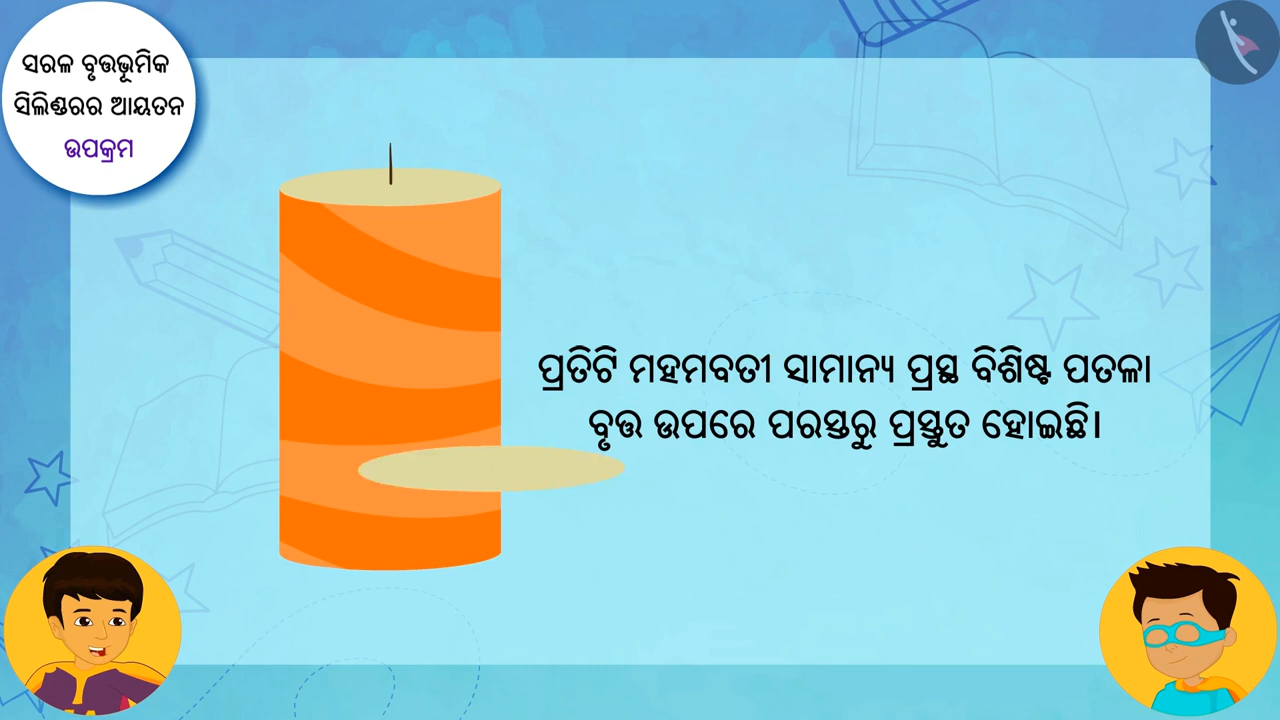 ସରଳ ବୃତ୍ତଭୂମିକ
ସିଲିଣ୍ଡରର ଆୟତନ
ଉପକ୍ରମ
ପ୍ରତିଟି ମହମବତୀ ସାମାନ୍ୟ ପ୍ରସ୍ଥ ବିଶିଷ୍ଟ ପତଳା
ବୃତ୍ତ ଉପରେ ପରସ୍ତରୁ ପ୍ରସ୍ତୁତ ହୋଇଛି।